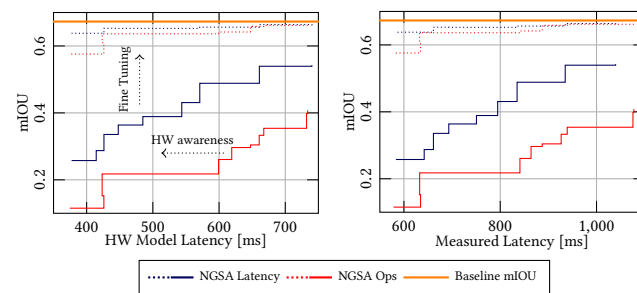 0.6
0.4
0.2
mIOU
Fine Tuning
HW awareness
400
500
600
700
HW Model Latency [ms]
0.6
0.4
0.2
mIOU
600
800
1,000
Measured Latency [ms]
NGSA Latency
NGSA Ops
Baseline mIOU